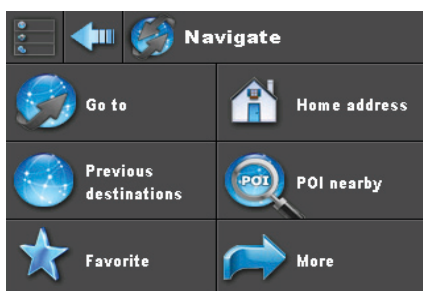 Navigate
Go to
Home address
Previous
destinations
POI
POI nearby
Favorite
More